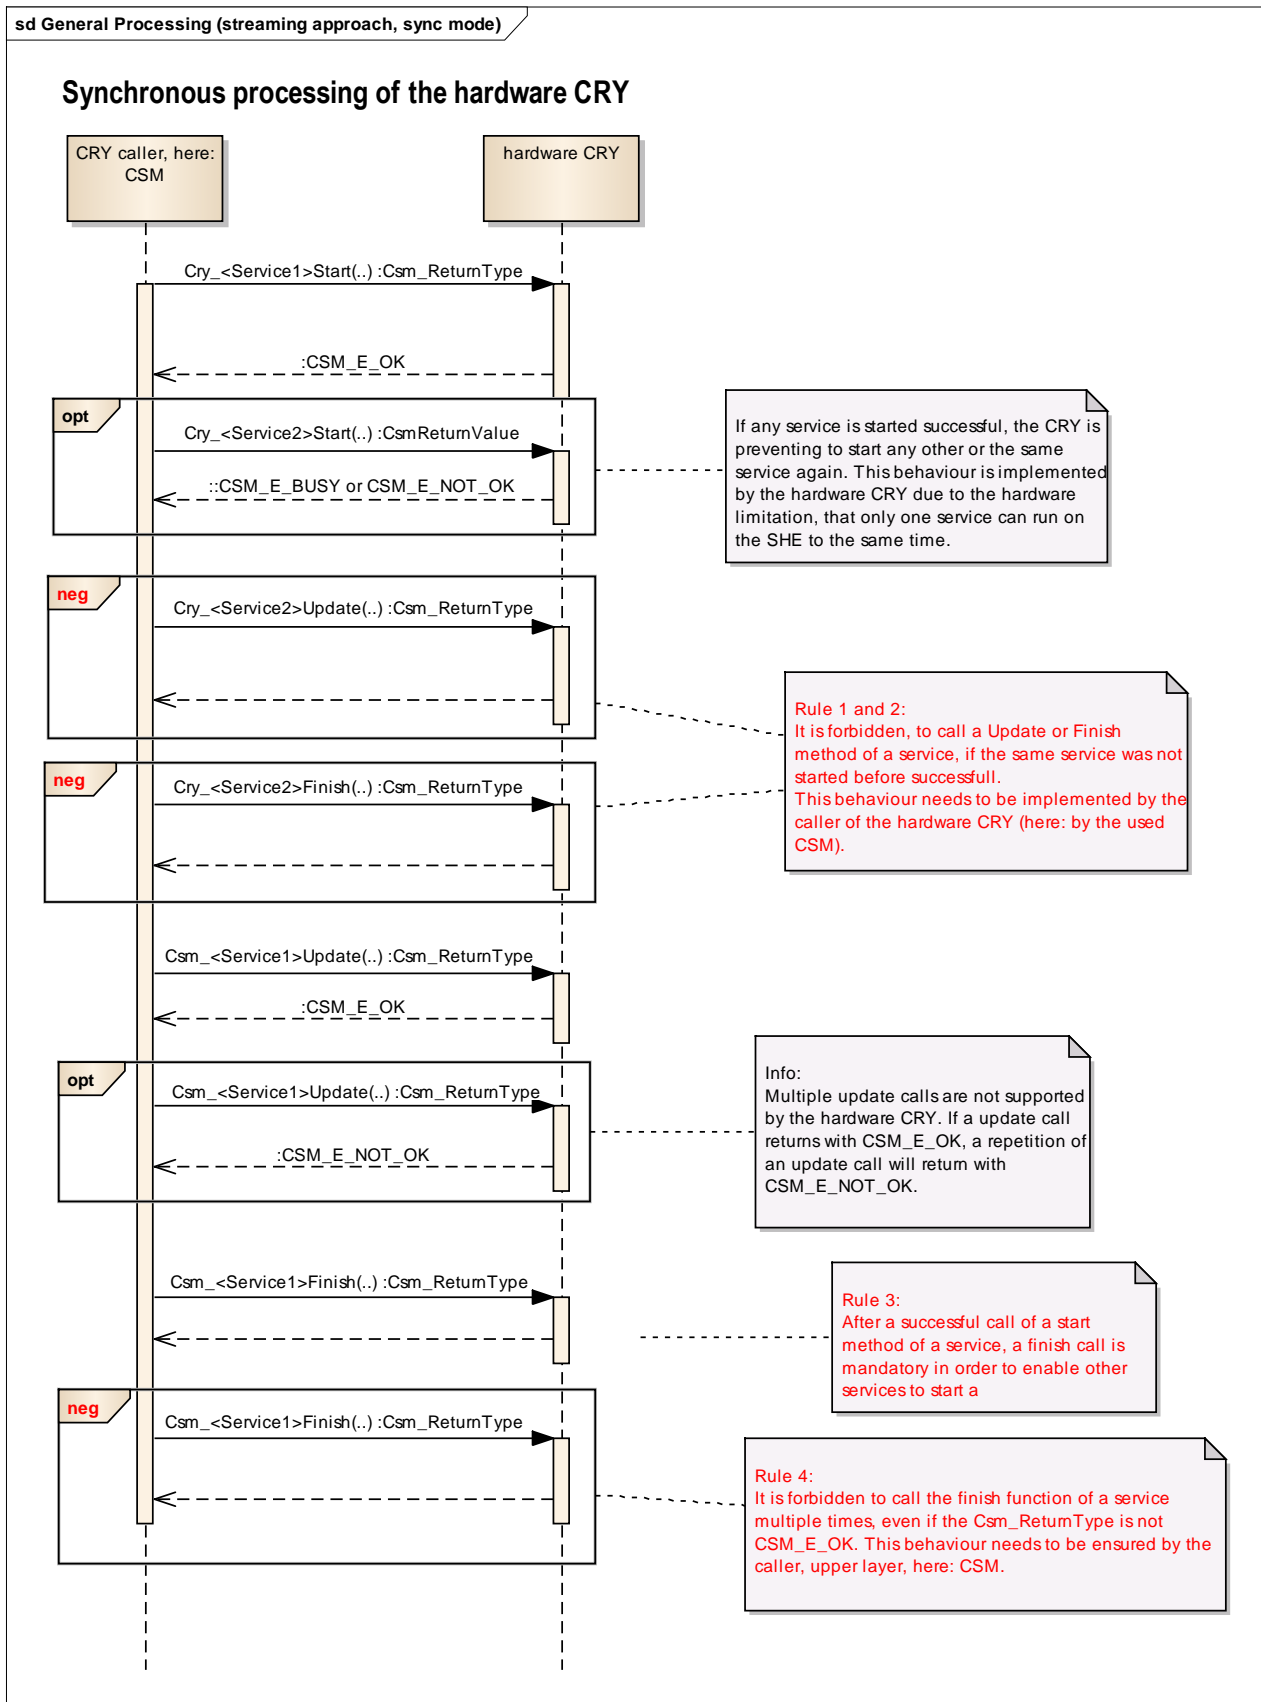 sd General Processing (streaming approach, sync mode)
Synchronous processing of the hardware CRY
CRY caller, here:
CSM
hardware CRY
Cry_<Service1>Start(..) :Csm_ReturnType
:CSM_E_OK
opt
Cry_<Service2>Start(..) :CsmReturnValue
::CSM_E_BUSY or CSM_E_NOT_OK
If any service is started successful, the CRY is
preventing to start any other or the same
service again. This behaviour is implemented
by the hardware CRY due to the hardware
limitation, that only one service can run on
the SHE to the same time.
neg
Cry_<Service2>Update(..) :Csm_ReturnType
Rule 1 and 2:
It is forbidden, to call a Update or Finish
method of a service, if the same service was not
started before successfull.
This behaviour needs to be implemented by the
caller of the hardware CRY (here: by the used
CSM).
neg
Cry_<Service2>Finish(..) :Csm_ReturnType
Csm_<Service1>Update(..) :Csm_ReturnType
:CSM_E_OK
opt
Csm_<Service1>Update(..) :Csm_ReturnType
:CSM_E_NOT_OK
Info:
Multiple update calls are not supported
by the hardware CRY. If a update call
returns with CSM_E_OK, a repetition of
an update call will return with
CSM_E_NOT_OK.
Csm_<Service1>Finish(..) :Csm_ReturnType
Rule 3:
After a successful call of a start
method of a service, a finish call is
mandatory in order to enable other
services to start a
neg
Csm_<Service1>Finish(..) :Csm_ReturnType
Rule 4:
It is forbidden to call the finish function of a service
multiple times, even if the Csm_ReturnType is not
CSM_E_OK. This behaviour needs to be ensured by the
caller, upper layer, here: CSM.